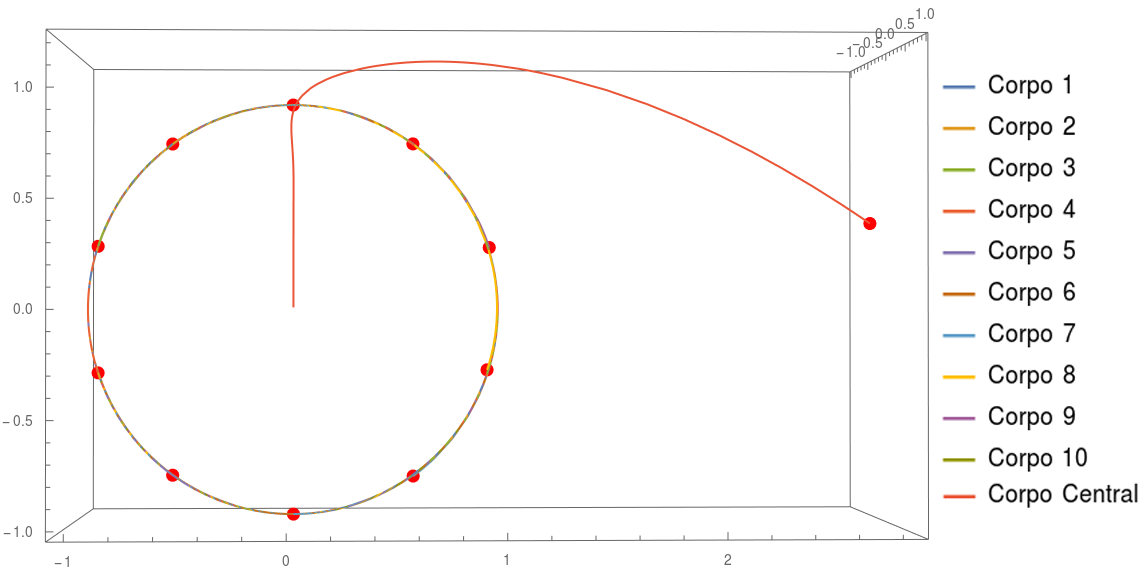 1.0
0.5
0.0
-0.5
-1.0
1.0
0.5
0.0
-0.5
-1.0
-1
0
1
2
Corpo 1
Corpo 2
Corpo 3
Corpo 4
Corpo 5
Corpo 6
Corpo 7
Corpo 8
Corpo 9
Corpo 10
Corpo Central